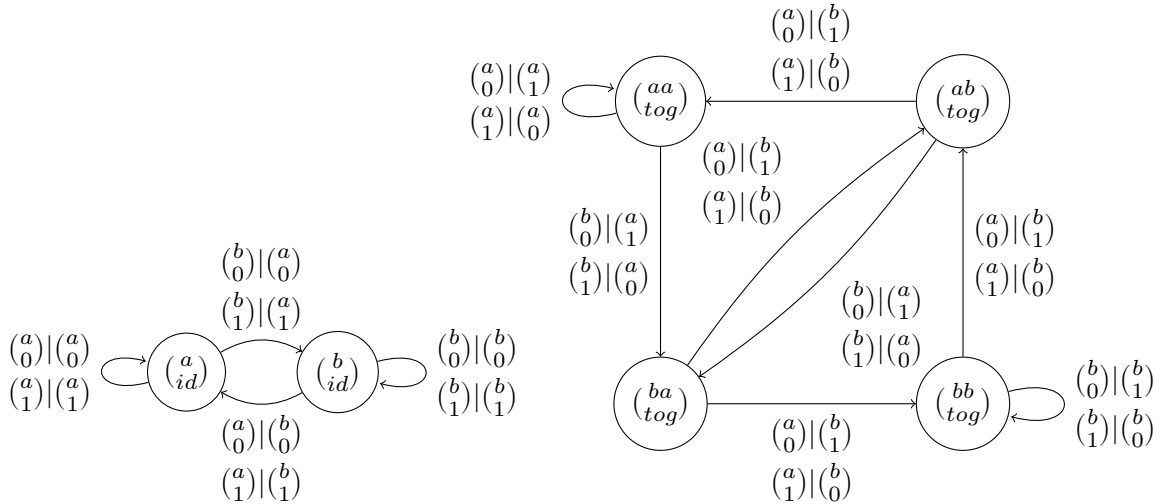 (a 0)|(b 1)
(a 1)|(b 0)
(a 0)|(a 1)
(a 1)|(a 0)
(aa tog)
(ab tog)
(a 0)|(b 1)
(a 1)|(b 0)
(b 0)|(a 1)
(b 1)|(a 0)
(a 0)|(b 1)
(a 1)|(b 0)
(b 0)|(a 0)
(b 1)|(a 1)
(b 0)|(a 1)
(b 1)|(a 0)
(a 0)|(a 0)
(a 1)|(a 1)
(a id)
(b id)
(b 0)|(b 0)
(b 1)|(b 1)
(ba tog)
(bb tog)
(b 0)|(b 1)
(b 1)|(b 0)
(a 0)|(b 0)
(a 1)|(b 1)
(a 0)|(b 1)
(a 1)|(b 0)